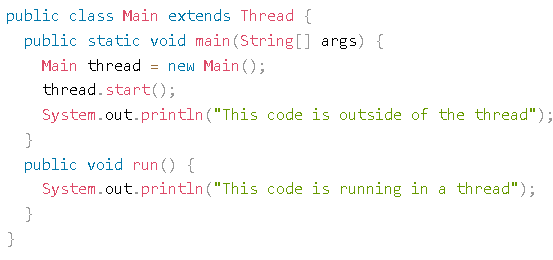 public class Main extends Thread {
  public static void main(String[] args) {
    Main thread = new Main();
    thread.start();
    System.out.println("This code is outside of the thread");
  }
  public void run() {
    System.out.println("This code is running in a thread");
  }
}